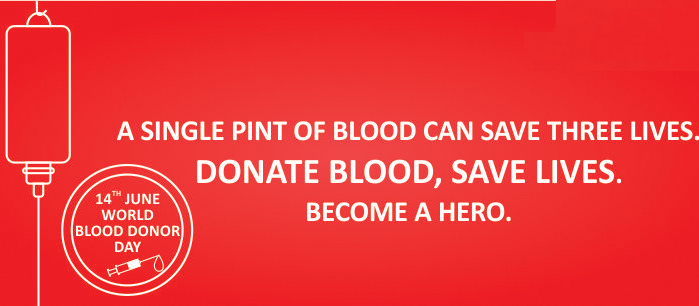 A SINGLE PINT OF BLOOD CAN SAVE THREE LIVES.
DONATE BLOOD, SAVE LIVES.
BECOME A HERO.
14TH JUNE
WORLD
BLOOD DONOR
DAY